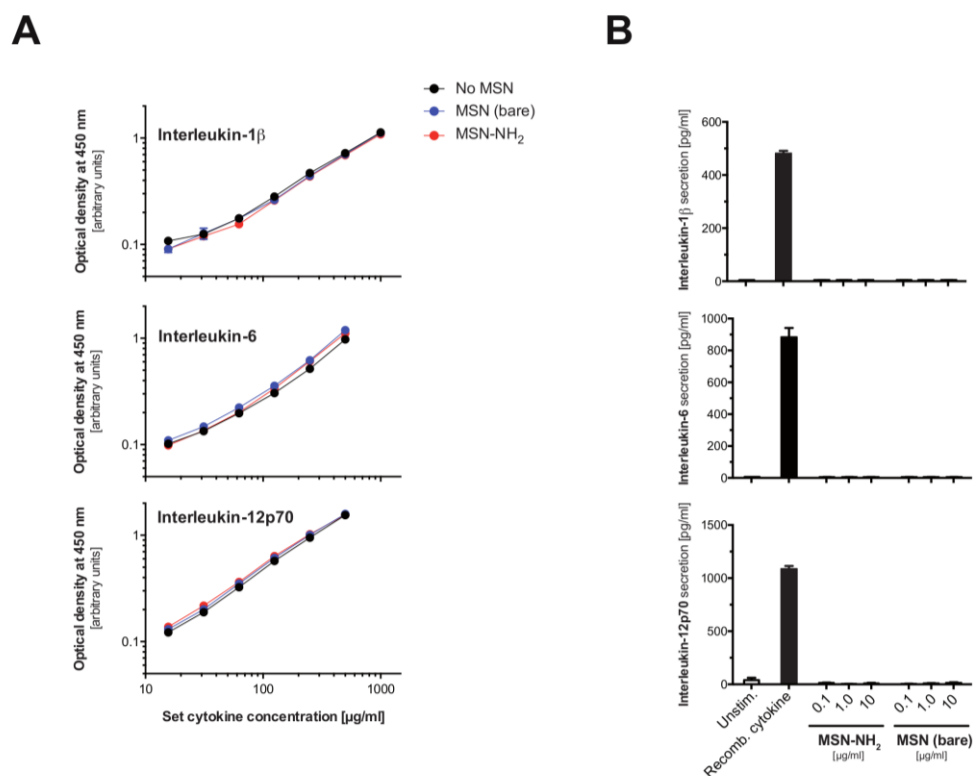 A
No MSN
MSN (bare)
MSN-NH₂
Interleukin-1β
Optical density at 450 nm
[arbitrary units]
1
0.1
Interleukin-6
Optical density at 450 nm
[arbitrary units]
1
0.1
Interleukin-12p70
Optical density at 450 nm
[arbitrary units]
1
0.1
10
100
1000
Set cytokine concentration [µg/ml]
B
Interleukin-1β secretion [pg/ml]
600
400
200
0
Interleukin-6 secretion [pg/ml]
1000
800
600
400
200
0
Interleukin-12p70 secretion [pg/ml]
1500
1000
500
0
Unstim.
Recomb. cytokine
0.1
1.0
10
0.1
1.0
10
MSN-NH₂
[µg/ml]
MSN (bare)
[µg/ml]